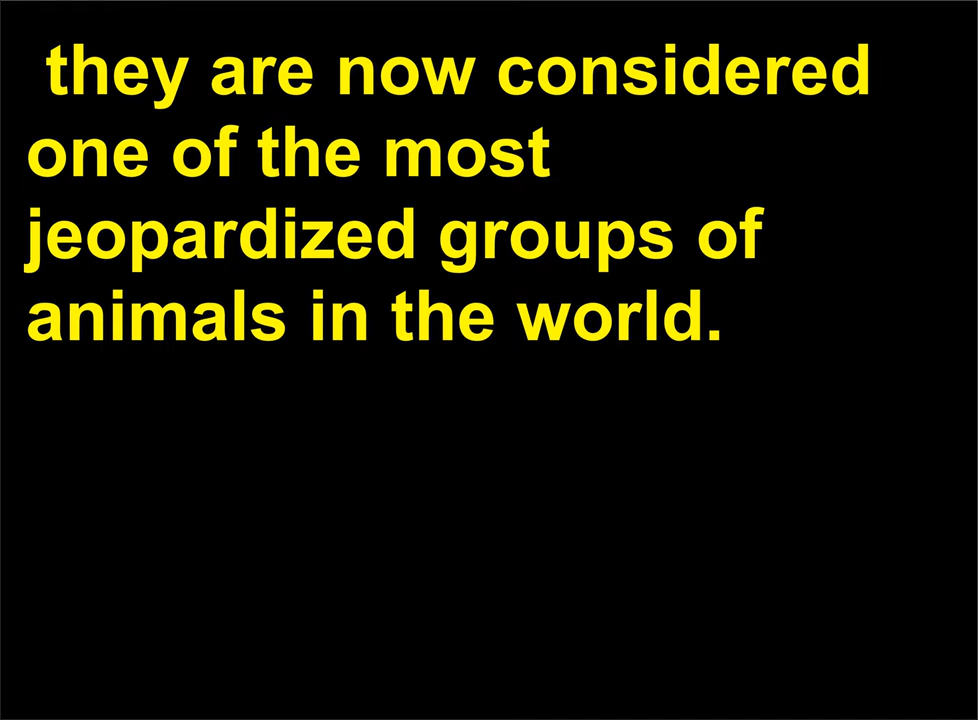 they are now considered
one of the most
jeopardized groups of
animals in the world.